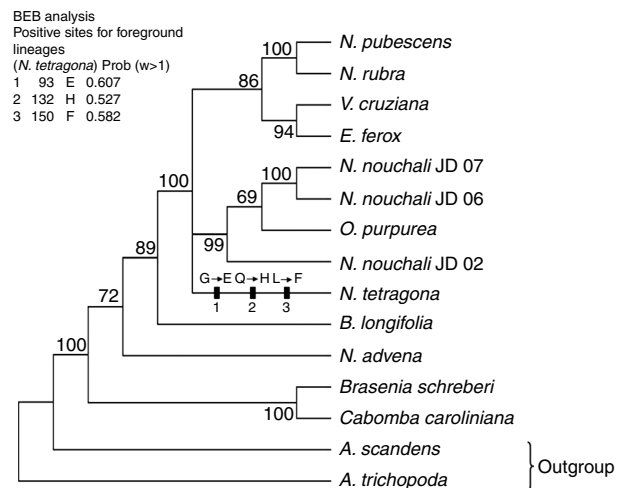 BEB analysis
Positive sites for foreground
lineages
(N. tetragona) Prob (w>1)
1 93 E 0.607
2 132 H 0.527
3 150 F 0.582
100
N. pubescens
N. rubra
86
V. cruziana
94
E. ferox
N. nouchali JD 07
100
N. nouchali JD 06
69
O. purpurea
99
N. nouchali JD 02
100
G→E Q→H L→F
N. tetragona
1 2 3
89
B. longifolia
72
N. advena
100
Brasenia schreberi
100
Cabomba caroliniana
A. scandens
Outgroup
A. trichopoda